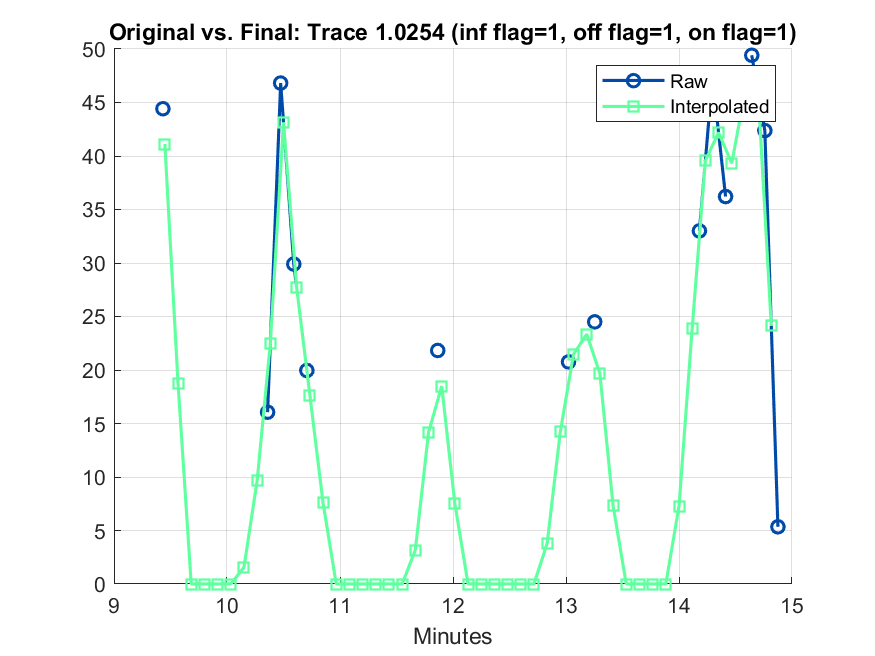 Original vs. Final: Trace 1.0254 (inf flag=1, off flag=1, on flag=1)
50
45
40
35
30
25
20
15
10
5
0
Raw
Interpolated
9 10 11 12 13 14 15
Minutes